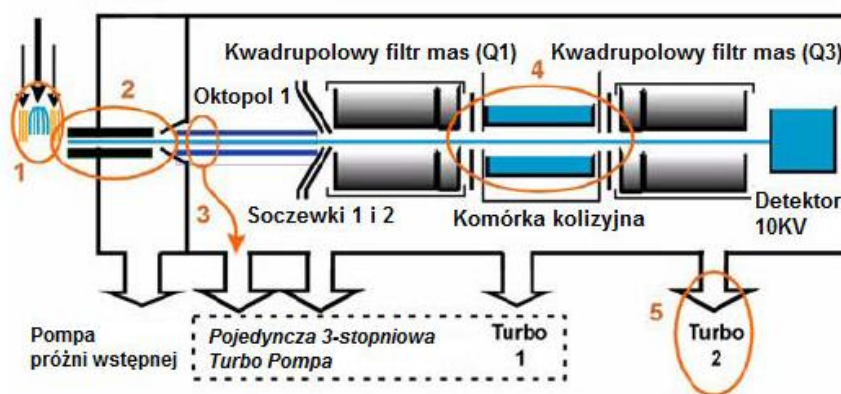 Kwadrupolowy filtr mas (Q1)
Kwadrupolowy filtr mas (Q3)
4
2
Oktopol 1
1
3
Soczewki 1 i 2
Komórka kolizyjna
Detektor
10KV
5
Pompa
próżni wstępnej
Pojedyncza 3-stopniowa
Turbo Pompa
Turbo
1
Turbo
2